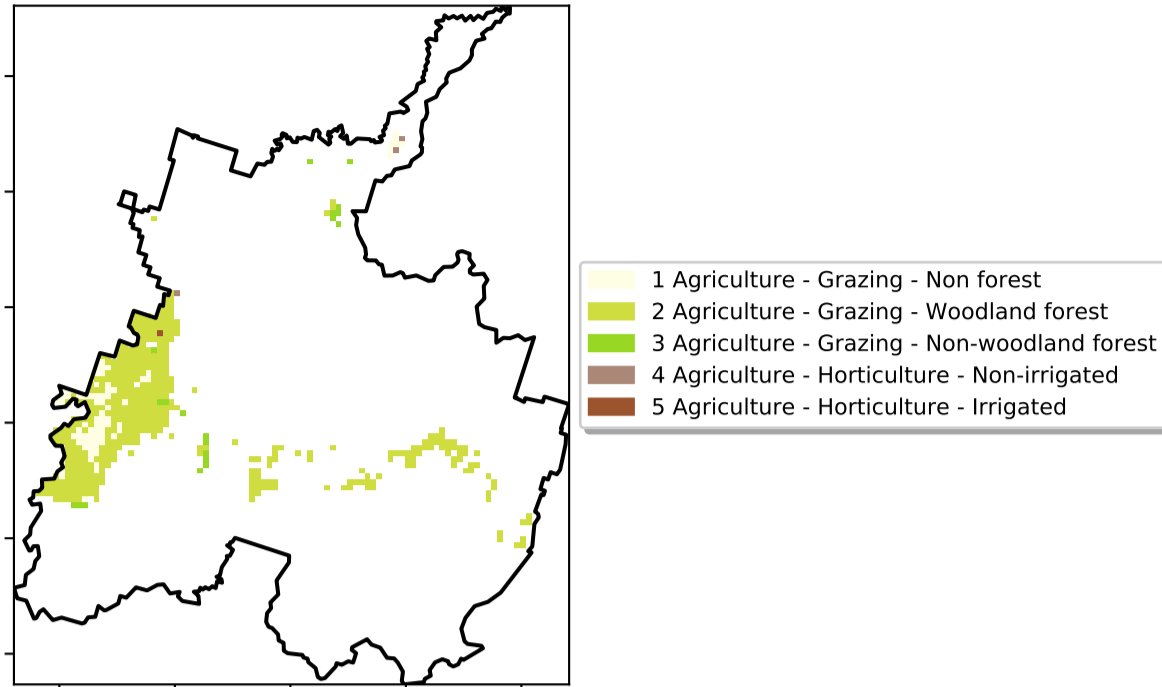 1 Agriculture - Grazing - Non forest
2 Agriculture - Grazing - Woodland forest
3 Agriculture - Grazing - Non-woodland forest
4 Agriculture - Horticulture - Non-irrigated
5 Agriculture - Horticulture - Irrigated